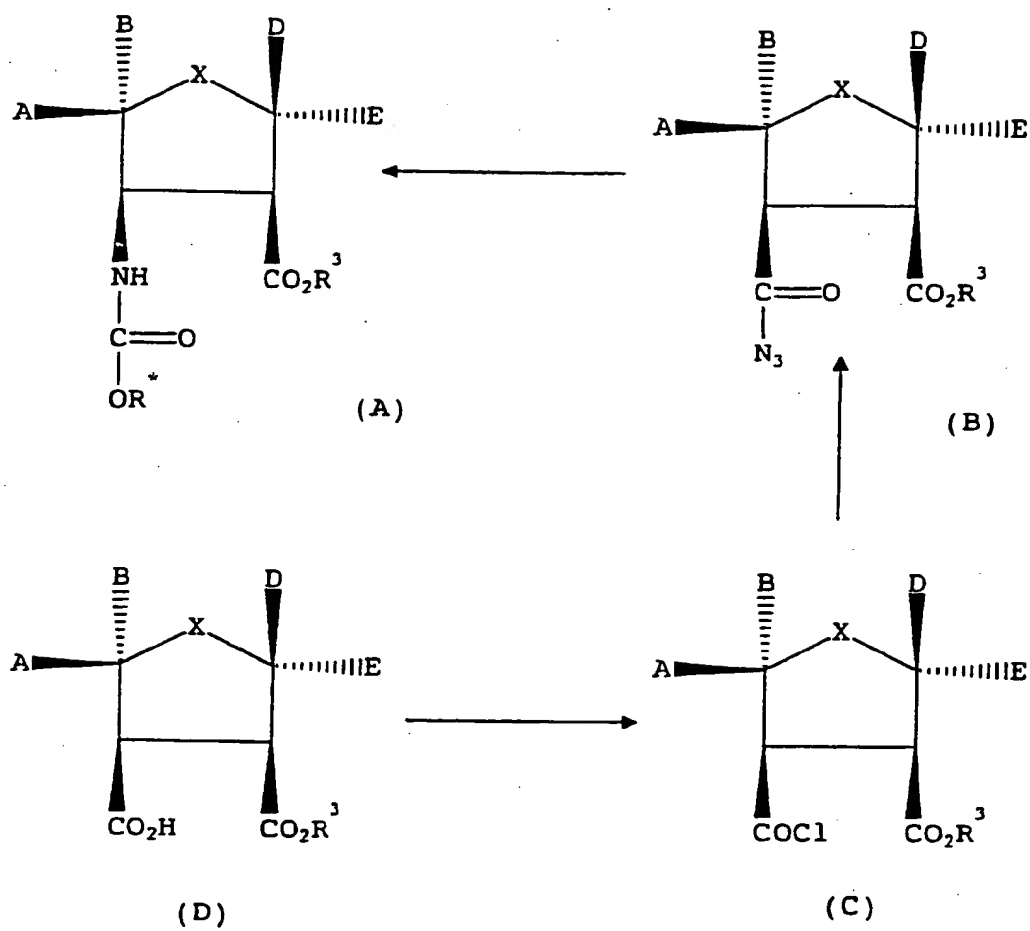 B D B D
X X
A E A E
NH CO₂R³ C=O CO₂R³
C=O N₃
OR*
(A) (B)
B D B D
X X
A E A E
CO₂H CO₂R³ COCl CO₂R³
(D) (C)